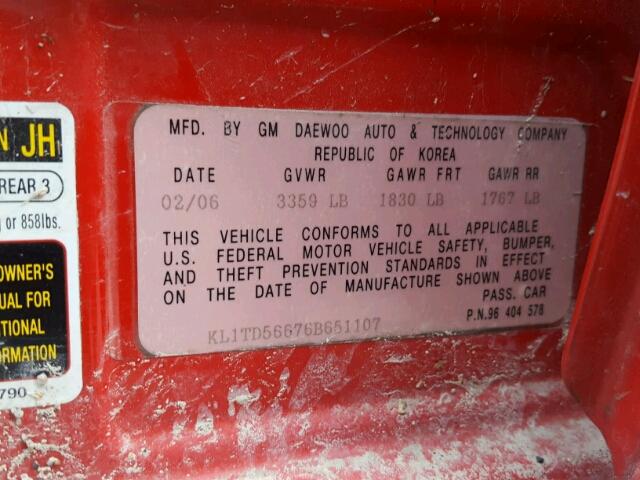 N JH
REAR 3
or 858lbs.
OWNER'S
UAL FOR
TIONAL
FORMATION
790
MFD. BY GM DAEWOO AUTO & TECHNOLOGY COMPANY
REPUBLIC OF KOREA
DATE GVWR GAWR FRT GAWR RR
02/06 3359 LB 1830 LB 1767 LB
THIS VEHICLE CONFORMS TO ALL APPLICABLE
U.S. FEDERAL MOTOR VEHICLE SAFETY, BUMPER,
AND THEFT PREVENTION STANDARDS IN EFFECT
ON THE DATE OF MANUFACTURE SHOWN ABOVE
PASS. CAR
P.N.96 404 578
KL1TD56676B651107